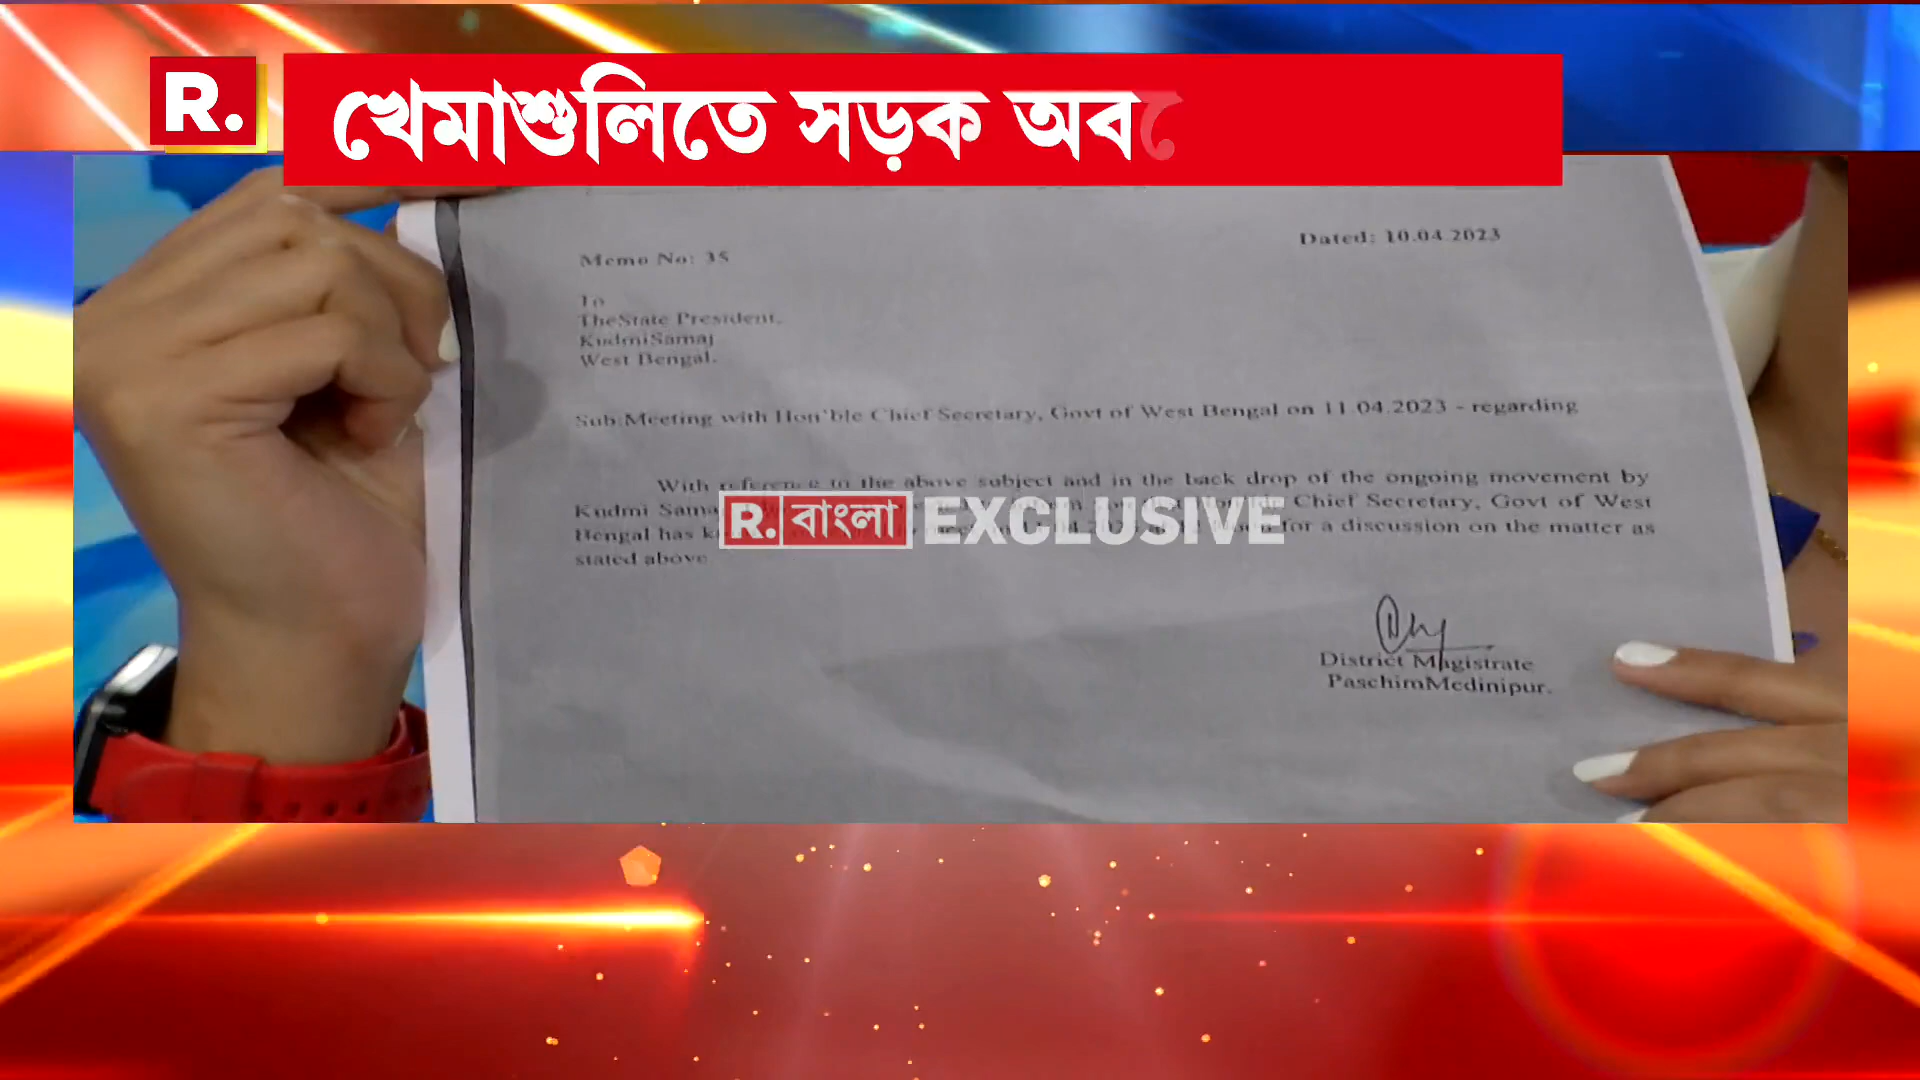 R.
খেমাশুলিতে সড়ক অব
Dated: 10.04.2023
Memo No: 35
To
TheState President,
KudmiSamaj
West Bengal.
Sub:Meeting with Hon'ble Chief Secretary, Govt of West Bengal on 11.04.2023 - regarding
With reference to the above subject and in the back drop of the ongoing movement by
Kudmi Chief Secretary, Govt of West
Bengal has for a discussion on the matter as
stated above
R. বাংলা EXCLUSIVE
District Magistrate
PaschimMedinipur.